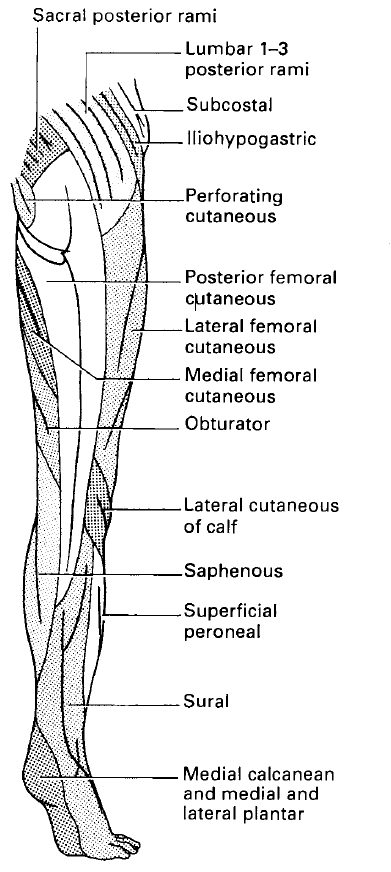 Sacral posterior rami
Lumbar 1–3
posterior rami
Subcostal
Iliohypogastric
Perforating
cutaneous
Posterior femoral
cutaneous
Lateral femoral
cutaneous
Medial femoral
cutaneous
Obturator
Lateral cutaneous
of calf
Saphenous
Superficial
peroneal
Sural
Medial calcanean
and medial and
lateral plantar